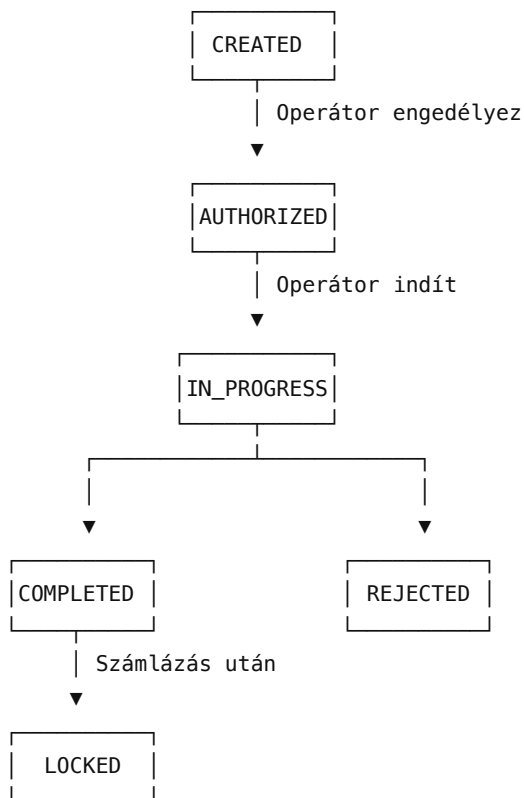 CREATED
Operátor engedélyez
AUTHORIZED
Operátor indít
IN_PROGRESS
COMPLETED
REJECTED
Számlázás után
LOCKED